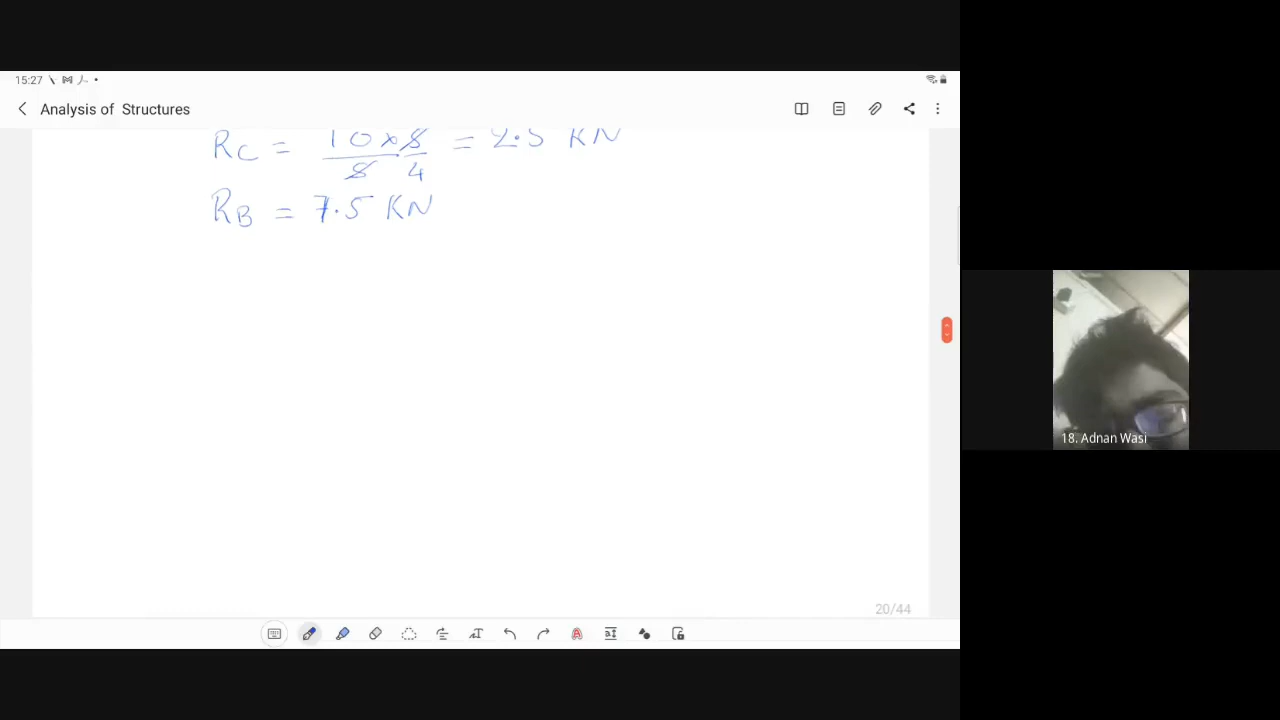 15:27
Analysis of Structures
RC = 10×8 / 8 4 = 2.5 KN
RB = 7.5 KN
18. Adnan Wasi
20/44